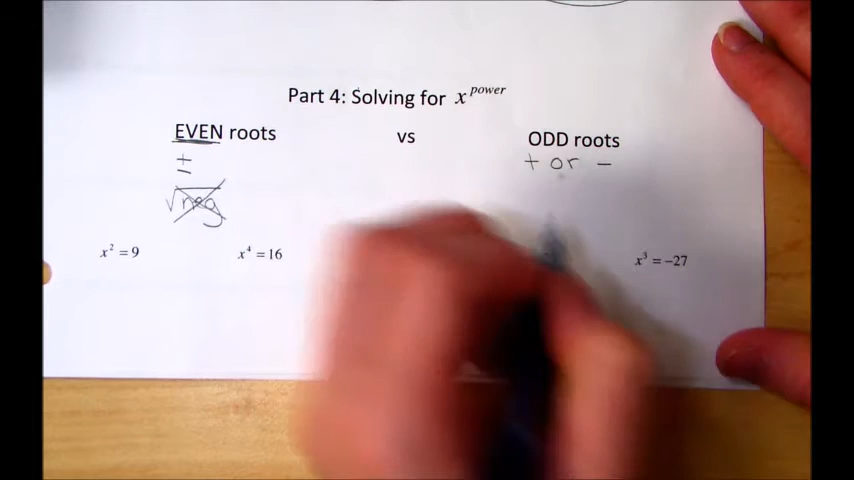 Part 4: Solving for x^power
EVEN roots vs ODD roots
± + or −
√neg
x² = 9 x⁴ = 16 x³ = −27